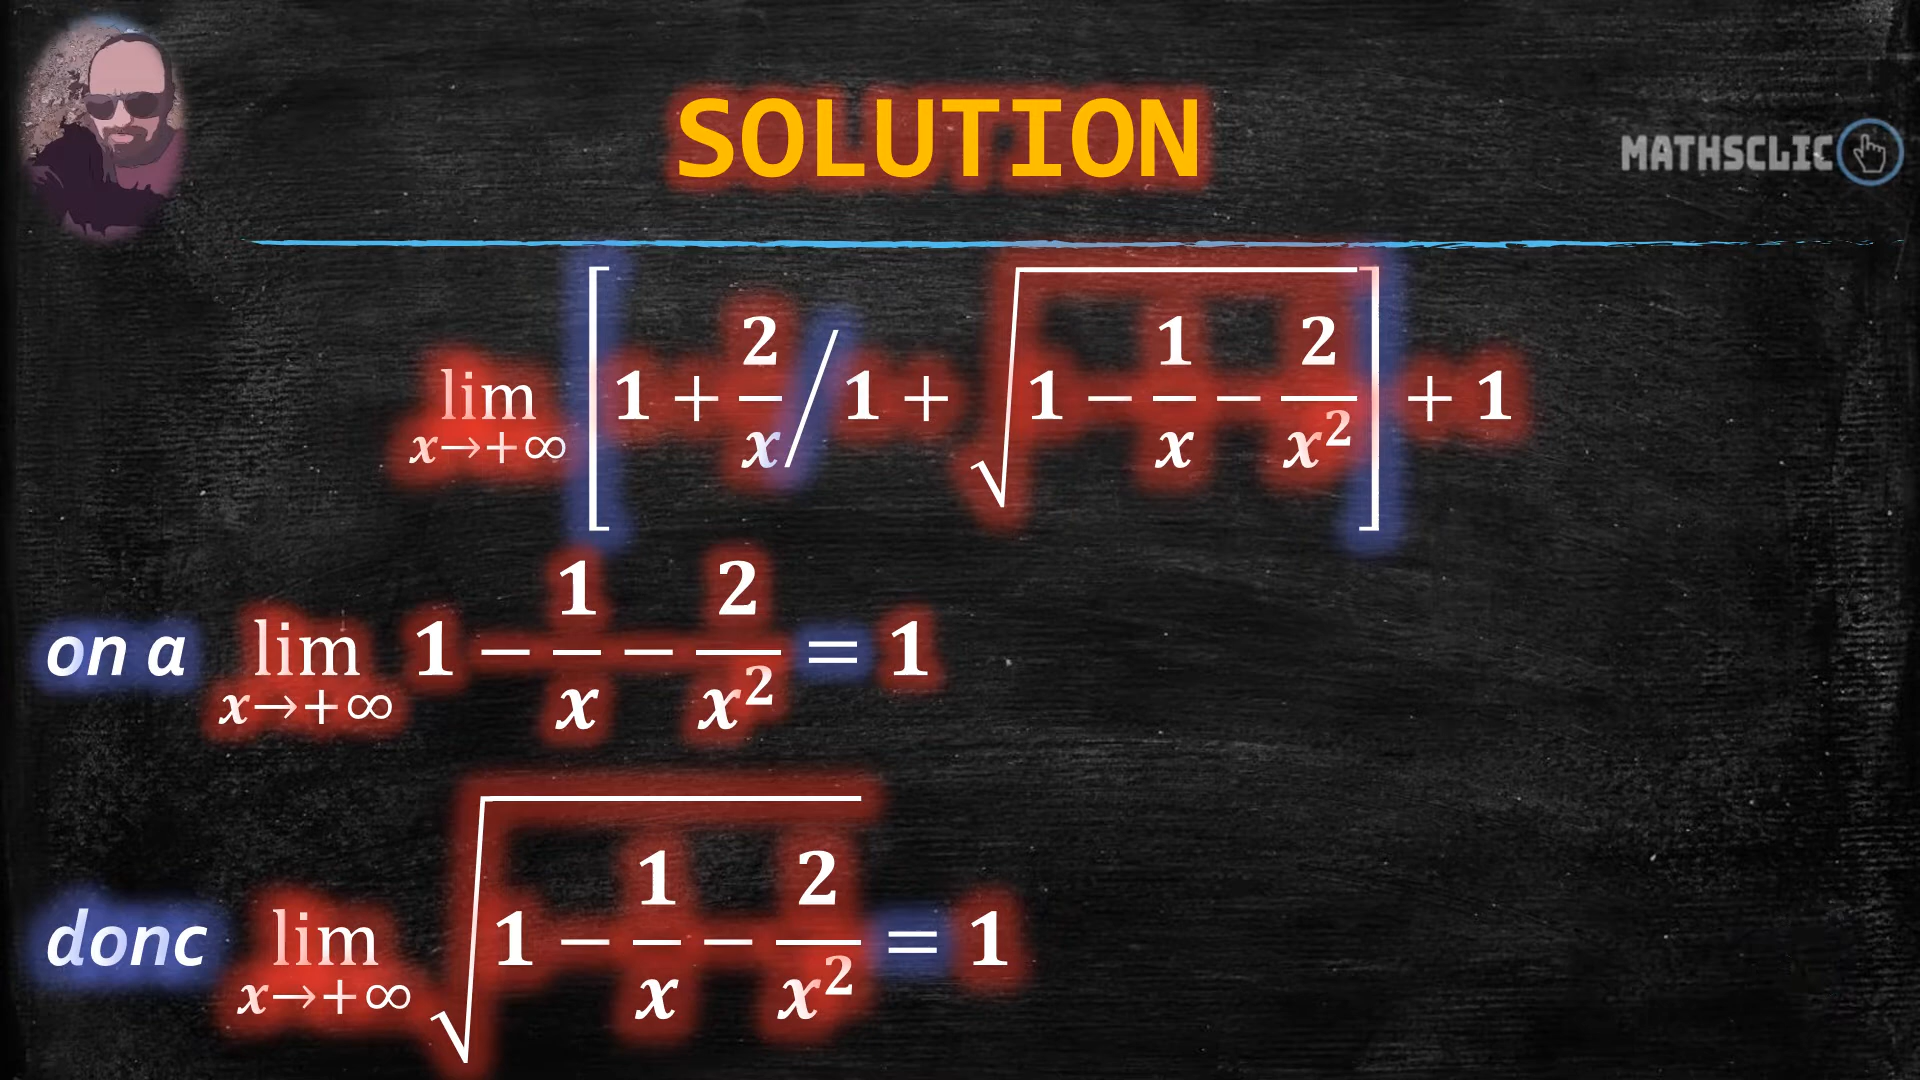 SOLUTION
MATHSCLIC
lim x→+∞ [1 + 2/x / 1 + √(1 − 1/x − 2/x²)] + 1
on a lim x→+∞ 1 − 1/x − 2/x² = 1
donc lim x→+∞ √(1 − 1/x − 2/x²) = 1